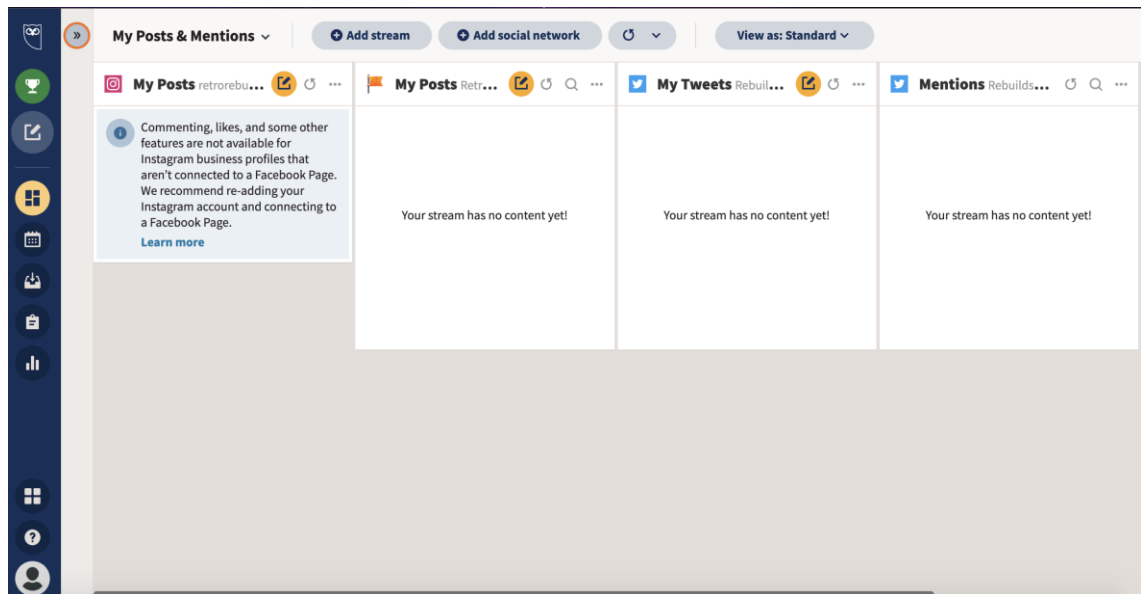 My Posts & Mentions
Add stream
Add social network
View as: Standard
My Posts retrorebu...
My Posts Retr...
My Tweets Rebuil...
Mentions Rebuilds...
Commenting, likes, and some other
features are not available for
Instagram business profiles that
aren't connected to a Facebook Page.
We recommend re-adding your
Instagram account and connecting to
a Facebook Page.
Learn more
Your stream has no content yet!
Your stream has no content yet!
Your stream has no content yet!